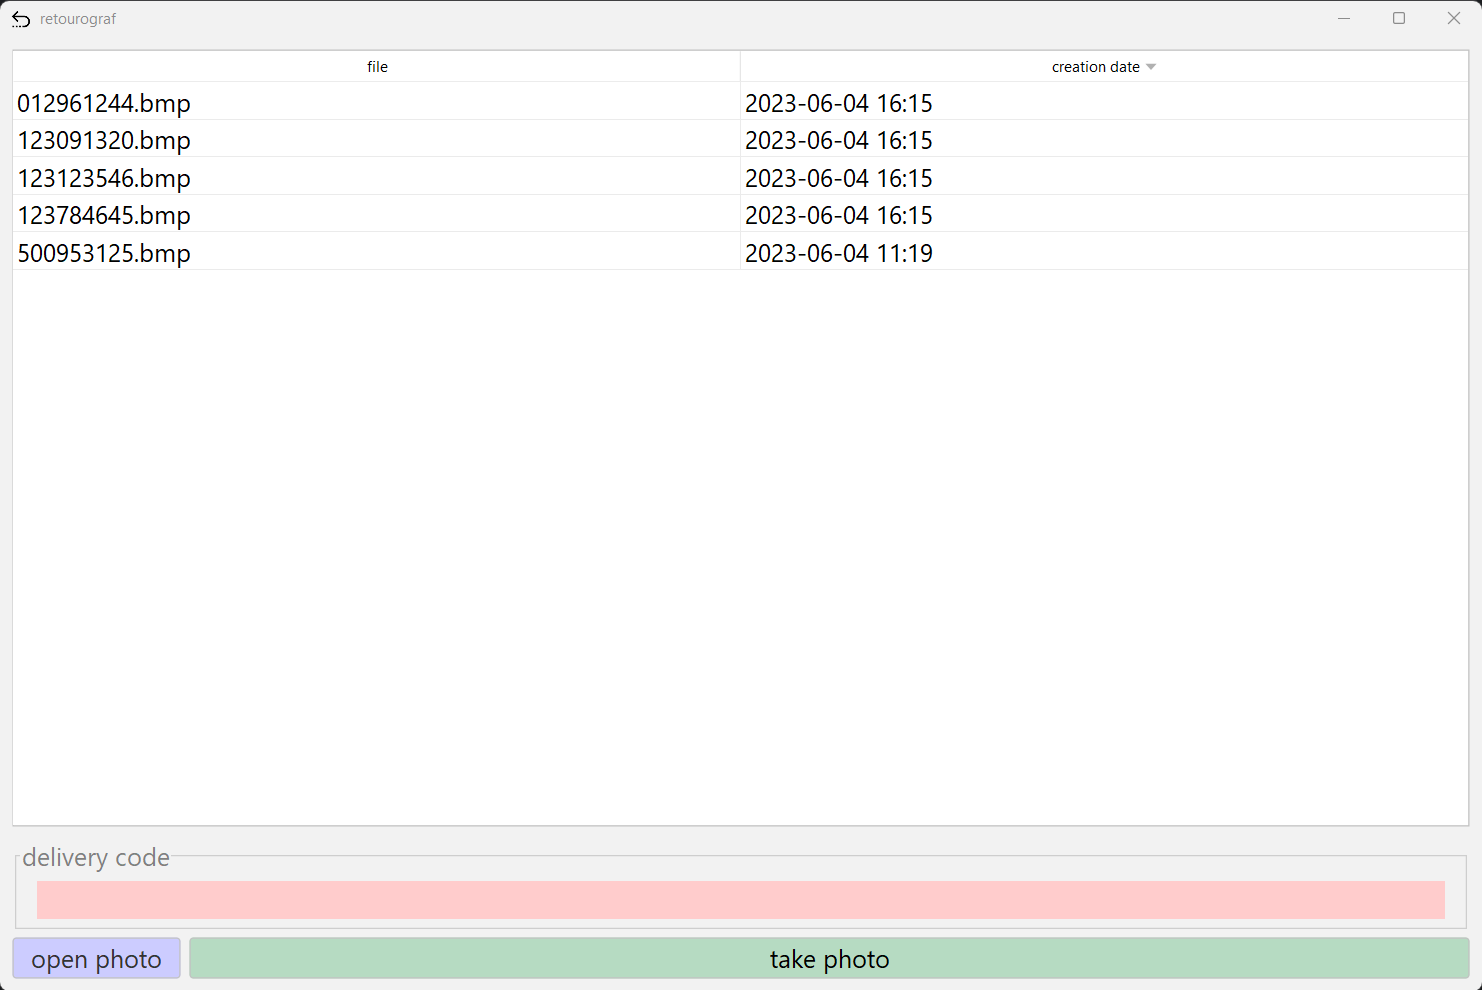 retourograf
file creation date
012961244.bmp 2023-06-04 16:15
123091320.bmp 2023-06-04 16:15
123123546.bmp 2023-06-04 16:15
123784645.bmp 2023-06-04 16:15
500953125.bmp 2023-06-04 11:19
delivery code
open photo take photo